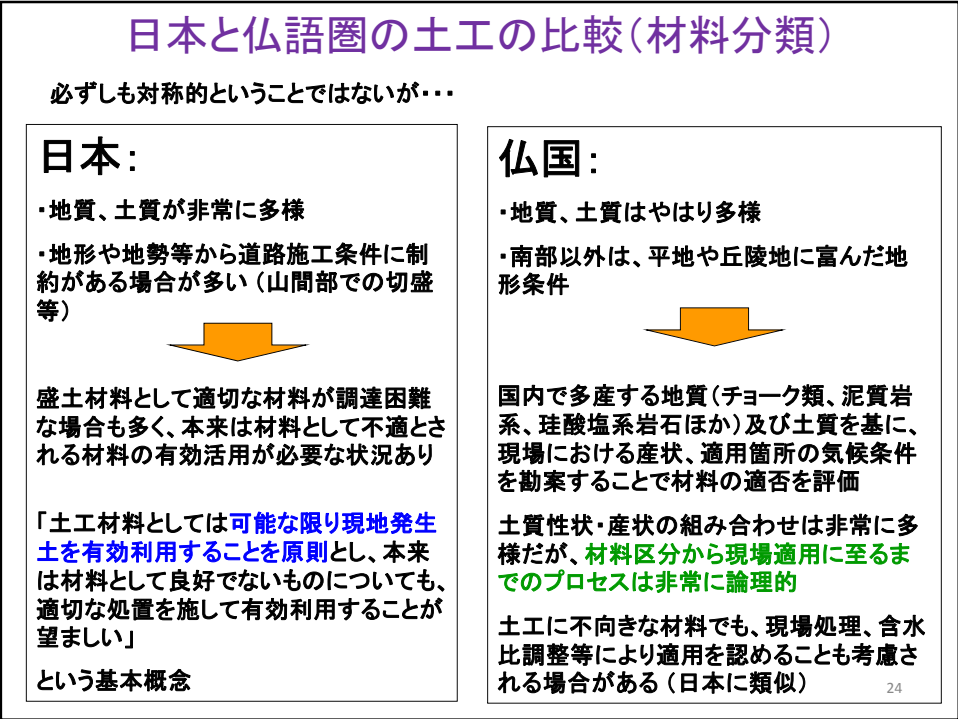 日本と仏語圏の土工の比較（材料分類）
必ずしも対称的ということではないが・・・
日本：
・地質、土質が非常に多様
・地形や地勢等から道路施工条件に制
約がある場合が多い （山間部での切盛
等）
盛土材料として適切な材料が調達困難
な場合も多く、本来は材料として不適とさ
れる材料の有効活用が必要な状況あり
「土工材料としては可能な限り現地発生
土を有効利用することを原則とし、本来
は材料として良好でないものについても、
適切な処置を施して有効利用することが
望ましい」
という基本概念
仏国：
・地質、土質はやはり多様
・南部以外は、平地や丘陵地に富んだ地
形条件
国内で多産する地質（チョーク類、泥質岩
系、珪酸塩系岩石ほか）及び土質を基に、
現場における産状、適用箇所の気候条件
を勘案することで材料の適否を評価
土質性状・産状の組み合わせは非常に多
様だが、材料区分から現場適用に至るま
でのプロセスは非常に論理的
土工に不向きな材料でも、現場処理、含水
比調整等により適用を認めることも考慮さ
れる場合がある （日本に類似）
24